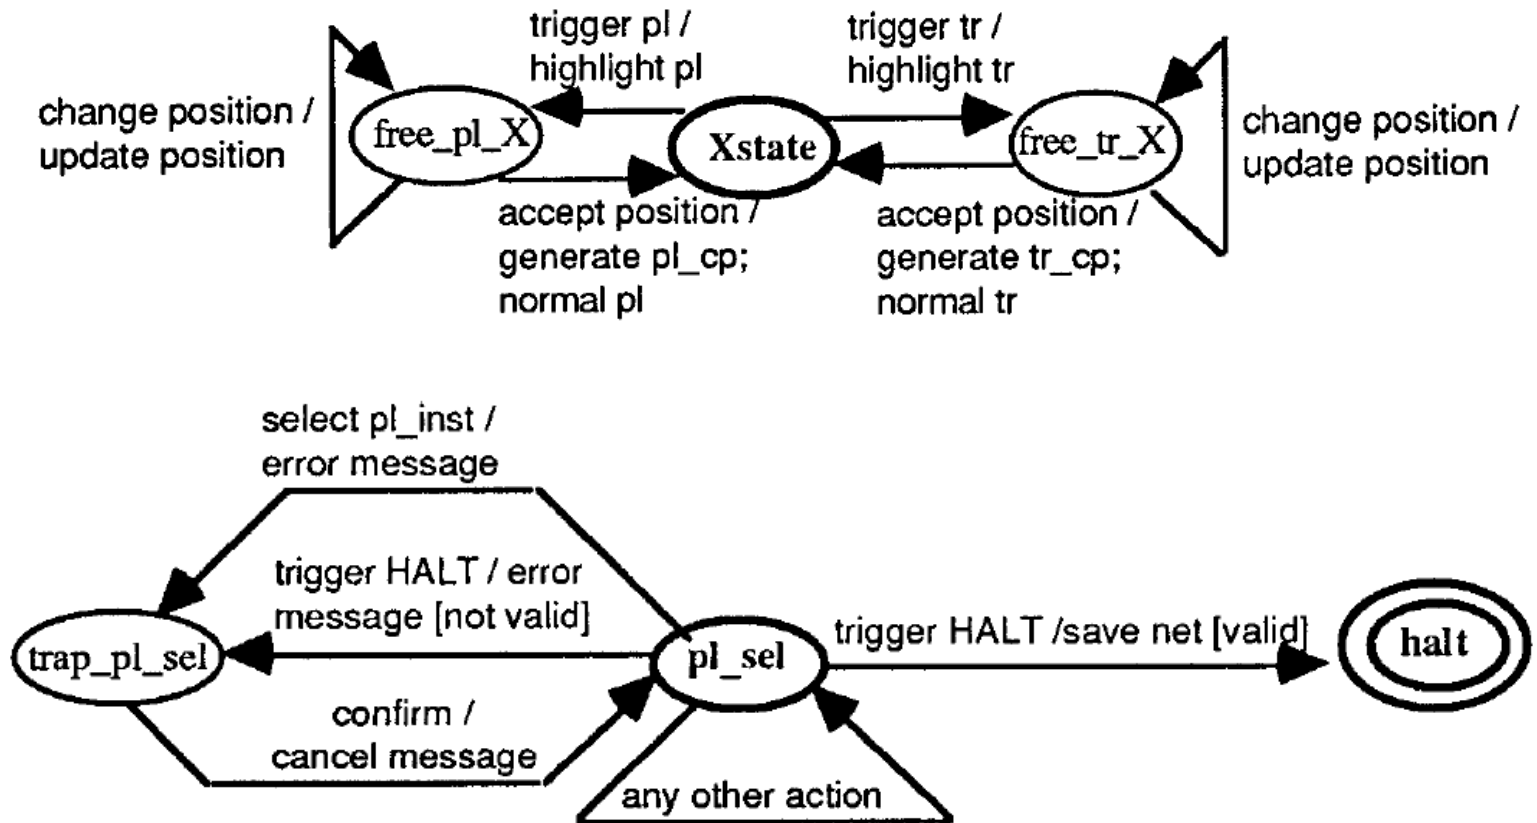 trigger pl /
highlight pl
trigger tr /
highlight tr
change position /
update position
free_pl_X
Xstate
free_tr_X
change position /
update position
accept position /
generate pl_cp;
normal pl
accept position /
generate tr_cp;
normal tr
select pl_inst /
error message
trigger HALT / error
message [not valid]
trap_pl_sel
pl_sel
trigger HALT /save net [valid]
halt
confirm /
cancel message
any other action